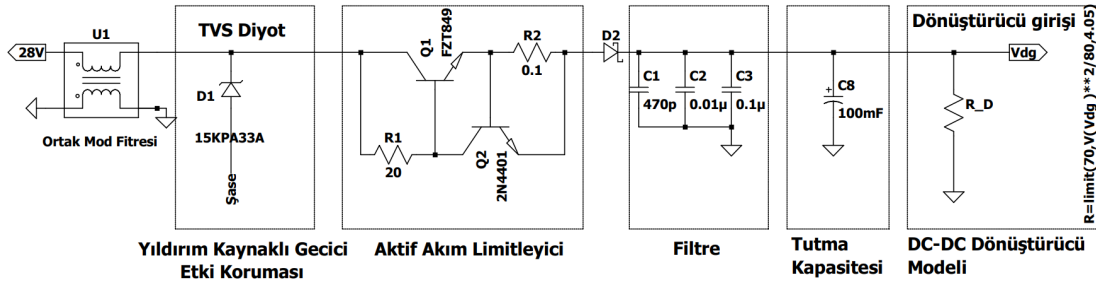 28V
U1
Ortak Mod Fitresi
TVS Diyot
D1
15KPA33A
Şase
Yıldırım Kaynaklı Gecici
Etki Koruması
Q1
FZT849
R2
0.1
R1
20
Q2
2N4401
Aktif Akım Limitleyici
D2
C1
470p
C2
0.01µ
C3
0.1µ
Filtre
C8
100mF
Tutma
Kapasitesi
Dönüştürücü girişi
Vdg
R_D
R=limit(70,V(Vdg )**2/80,4.05)
DC-DC Dönüştürücü
Modeli